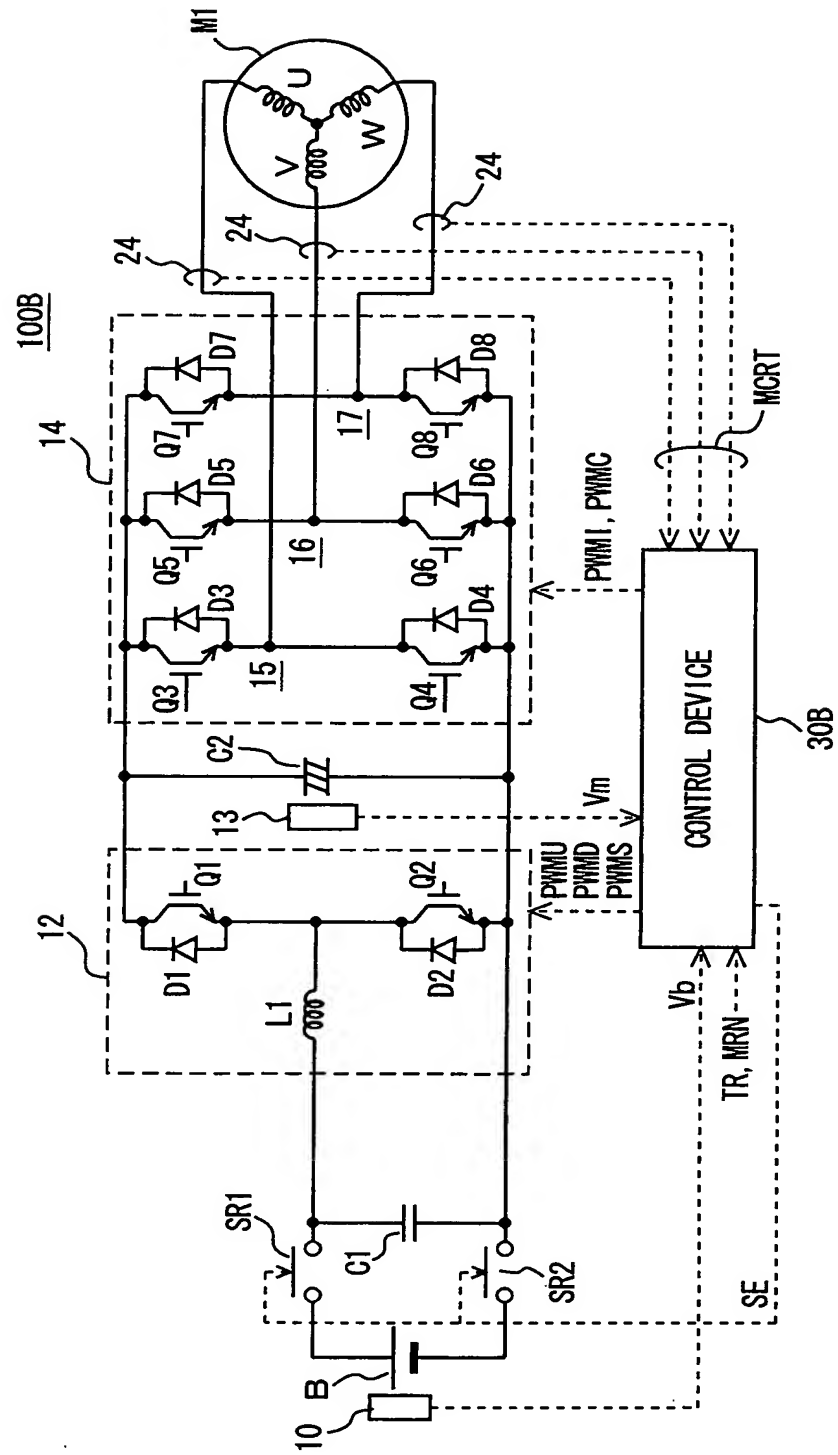 100B
M1
U
V
W
24
24
24
14
D7
Q7
D5
Q5
D3
Q3
17
16
15
D8
Q8
D6
Q6
D4
Q4
MCRT
PWMI, PWMC
C2
13
Vm
12
Q1
D1
Q2
D2
L1
PWMU
PWMD
PWMS
CONTROL DEVICE
30B
Vb
TR, MRN
SE
SR1
C1
SR2
B
10